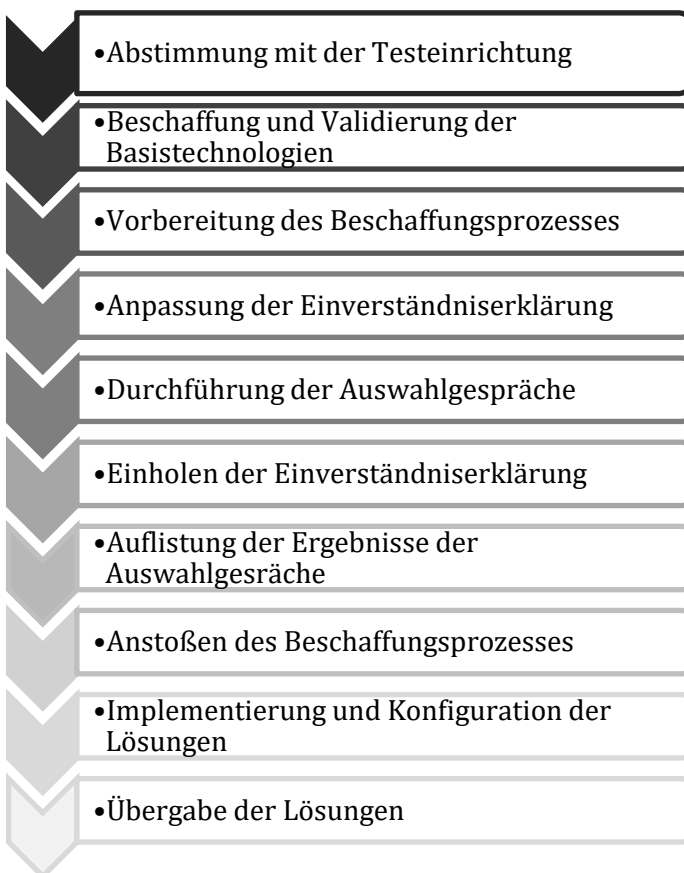 •Abstimmung mit der Testeinrichtung
•Beschaffung und Validierung der
Basistechnologien
•Vorbereitung des Beschaffungsprozesses
•Anpassung der Einverständniserklärung
•Durchführung der Auswahlgespräche
•Einholen der Einverständniserklärung
•Auflistung der Ergebnisse der
Auswahlgesräche
•Anstoßen des Beschaffungsprozesses
•Implementierung und Konfiguration der
Lösungen
•Übergabe der Lösungen